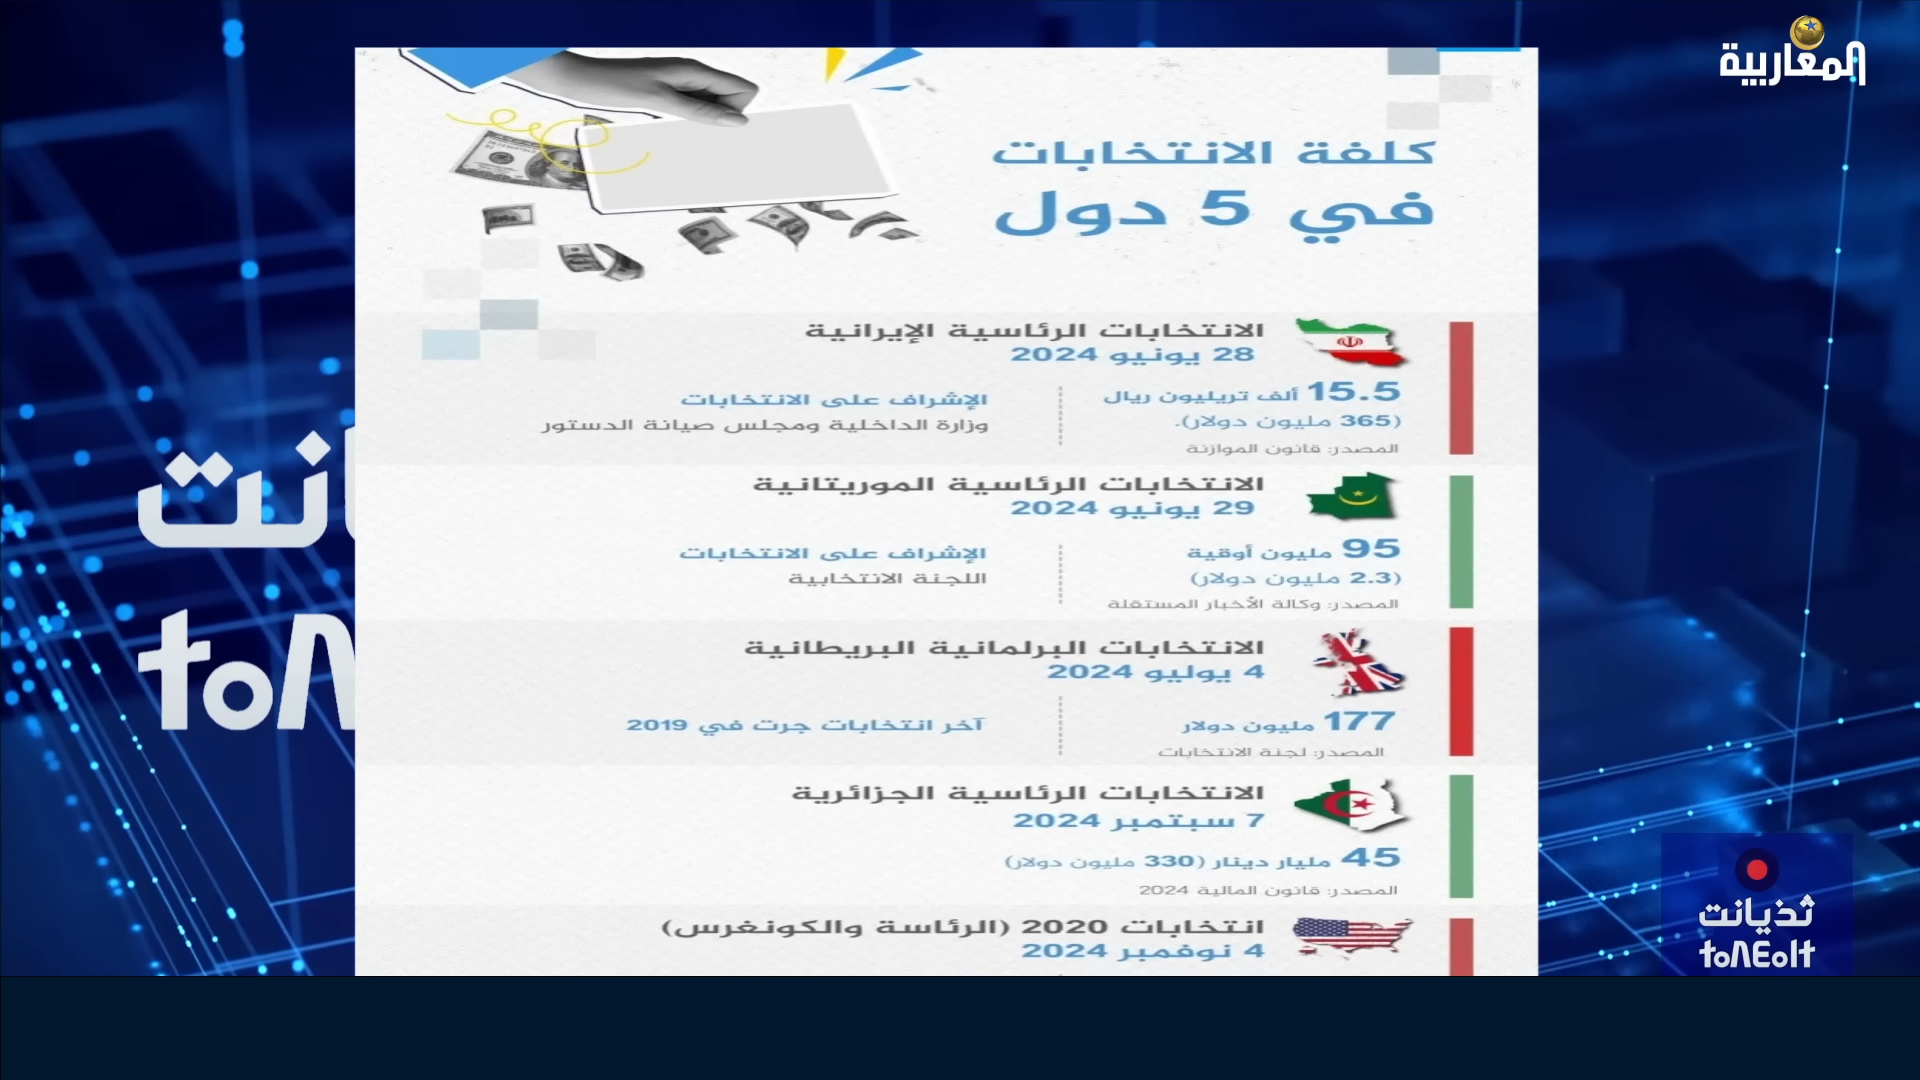 المغاربية
كلفة الانتخابات
في 5 دول
الانتخابات الرئاسية الإيرانية
28 يونيو 2024
15.5 ألف تريليون ريال
(365 مليون دولار).
المصدر: قانون الموازنة
الإشراف على الانتخابات
وزارة الداخلية ومجلس صيانة الدستور
الانتخابات الرئاسية الموريتانية
29 يونيو 2024
95 مليون أوقية
(2.3 مليون دولار)
المصدر: وكالة الأخبار المستقلة
الإشراف على الانتخابات
اللجنة الانتخابية
الانتخابات البرلمانية البريطانية
4 يوليو 2024
177 مليون دولار
المصدر: لجنة الانتخابات
آخر انتخابات جرت في 2019
الانتخابات الرئاسية الجزائرية
7 سبتمبر 2024
45 مليار دينار (330 مليون دولار)
المصدر: قانون المالية 2024
انتخابات 2020 (الرئاسة والكونغرس)
4 نوفمبر 2024
ثذيانت
toΛEoIt